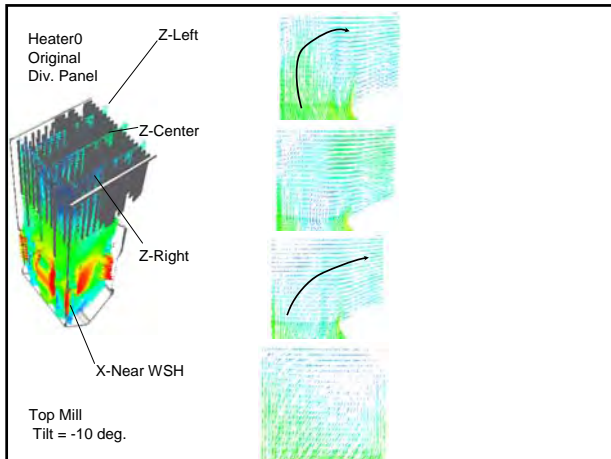 Heater0
Original
Div. Panel
Z-Left
Z-Center
Z-Right
X-Near WSH
Top Mill
Tilt = -10 deg.